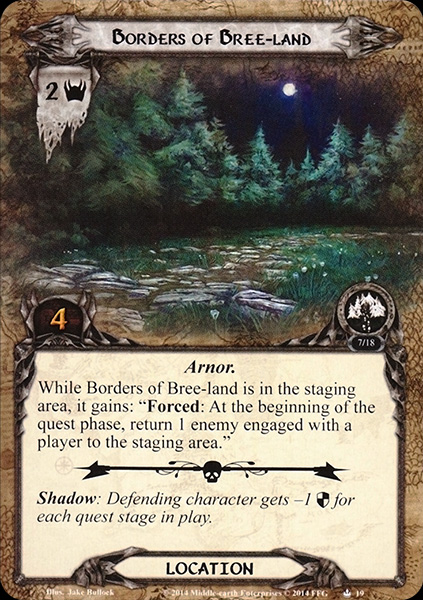 BORDERS OF BREE-LAND
2
4
7/18
Arnor.
While Borders of Bree-land is in the staging
area, it gains: “Forced: At the beginning of the
quest phase, return 1 enemy engaged with a
player to the staging area.”
Shadow: Defending character gets –1 for
each quest stage in play.
LOCATION
Illus. Jake Bullock © 2014 Middle-earth Enterprises © 2014 FFG 19